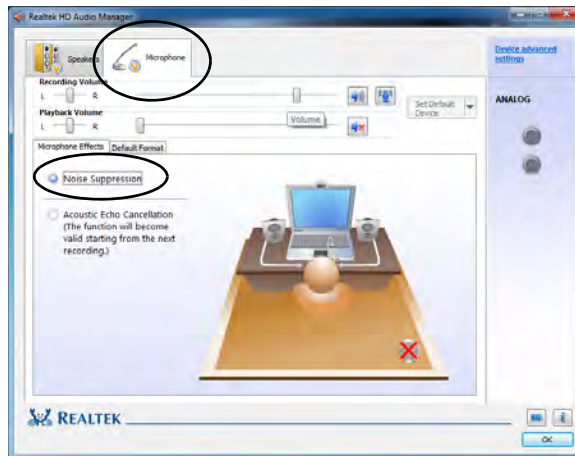 Realtek HD Audio Manager
Speakers
Microphone
Device advanced
settings
Recording Volume
L
R
Set Default
Device
ANALOG
Playback Volume
L
R
Volume
Microphone Effects
Default Format
Noise Suppression
Acoustic Echo Cancellation
(The function will become
valid starting from the next
recording.)
REALTEK
i
OK